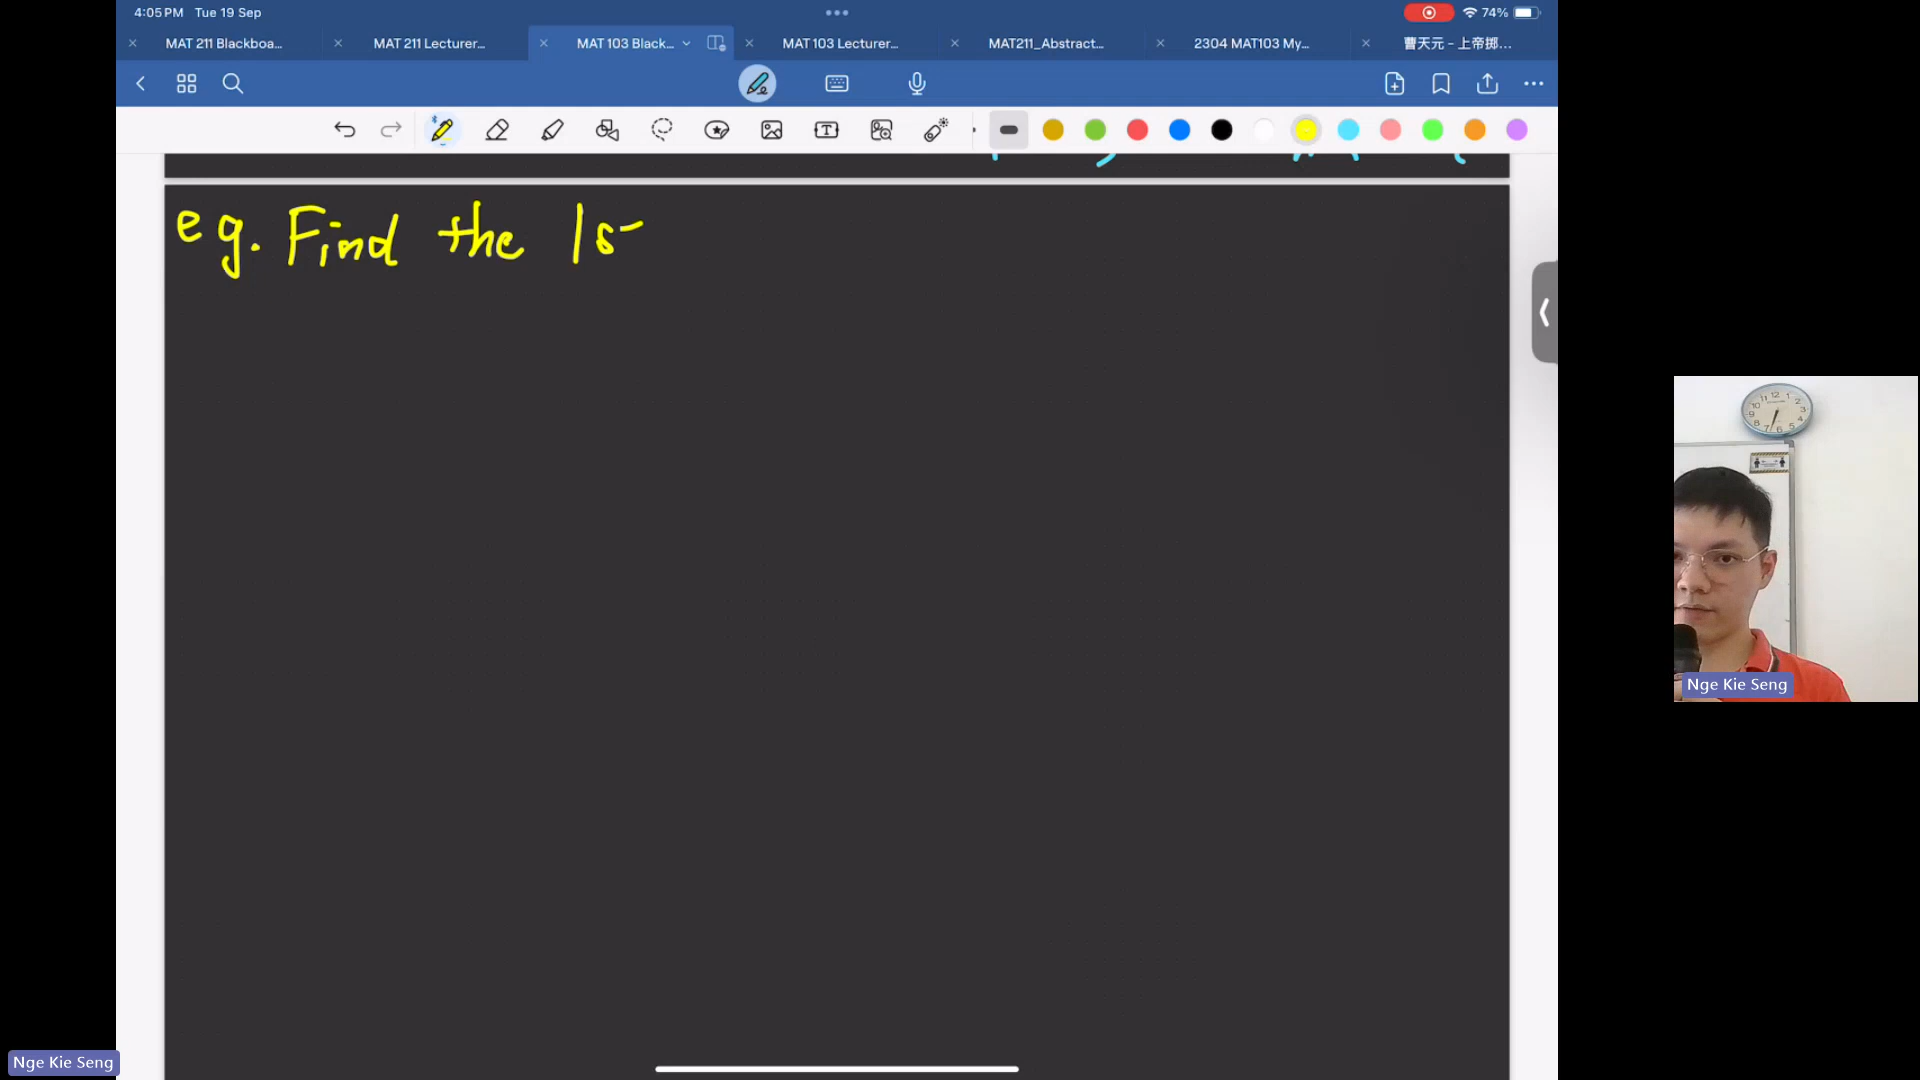 4:05 PM Tue 19 Sep
74%
MAT 211 Blackboa...
MAT 211 Lecturer...
MAT 103 Black...
MAT 103 Lecturer...
MAT211_Abstract...
2304 MAT103 My...
曹天元 - 上帝掷...
eg. Find the 1s
Nge Kie Seng
Nge Kie Seng